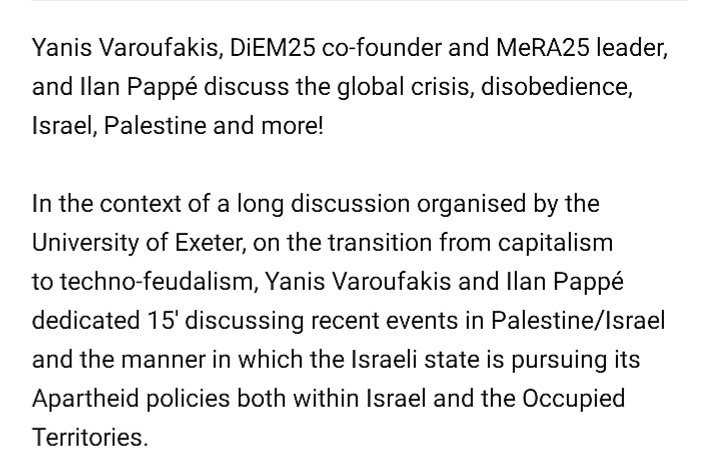 Yanis Varoufakis, DiEM25 co-founder and MeRA25 leader,
and Ilan Pappé discuss the global crisis, disobedience,
Israel, Palestine and more!
In the context of a long discussion organised by the
University of Exeter, on the transition from capitalism
to techno-feudalism, Yanis Varoufakis and Ilan Pappé
dedicated 15' discussing recent events in Palestine/Israel
and the manner in which the Israeli state is pursuing its
Apartheid policies both within Israel and the Occupied
Territories.